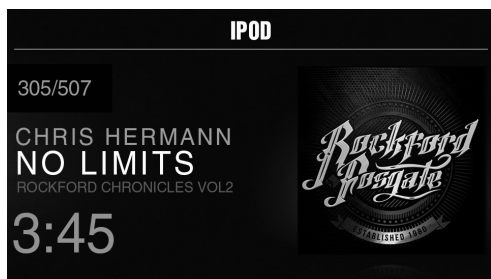 IPOD
305/507
CHRIS HERMANN
NO LIMITS
ROCKFORD CHRONICLES VOL2
3:45
Rockford
Fosgate
ESTABLISHED 1980